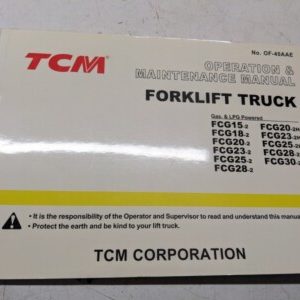 No. OF-40AAE
TCM
OPERATION &
MAINTENANCE MANUAL
FORKLIFT TRUCK
Gas. & LPG Powered
FCG15-2 FCG20-2
FCG18-2 FCG23-2
FCG20-2 FCG25-2
FCG23-2 FCG28-2
FCG25-2 FCG30-2
FCG28-2
• It is the responsibility of the Operator and Supervisor to read and understand this manual
• Protect the earth and be kind to your lift truck.
TCM CORPORATION